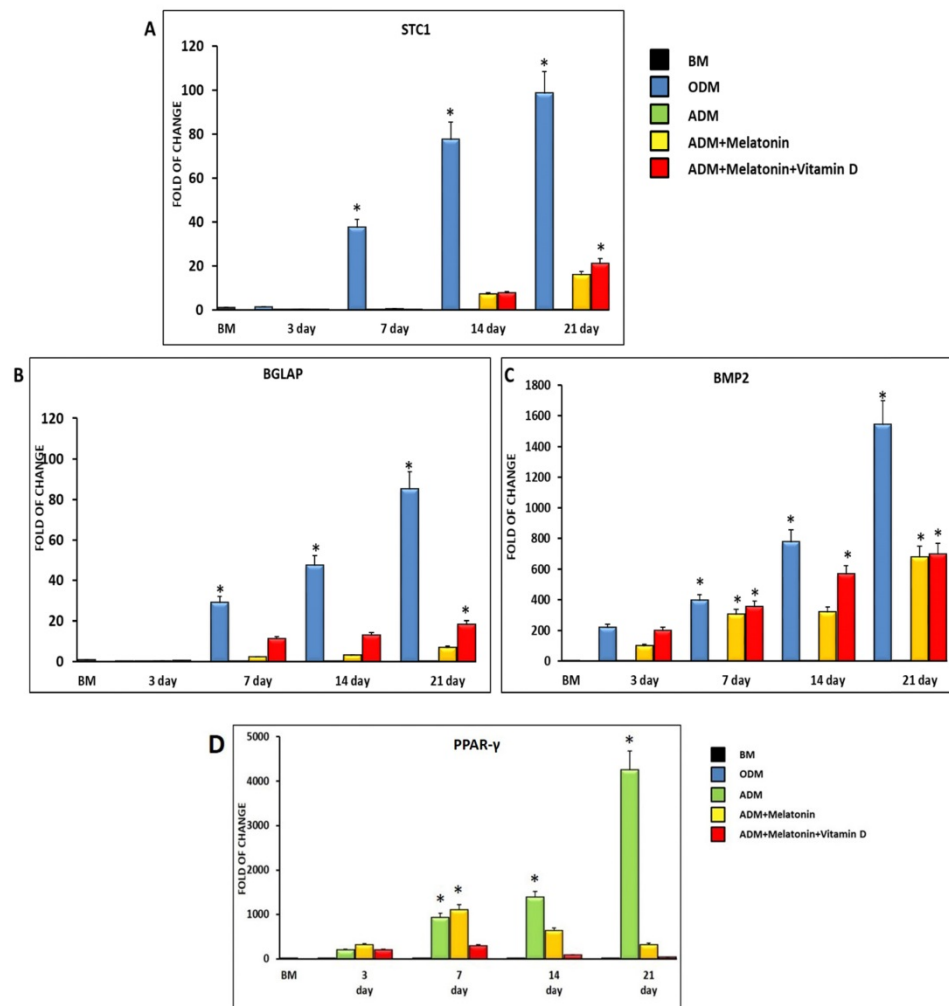 A
STC1
FOLD OF CHANGE
120
100
80
60
40
20
0
*
*
*
*
BM
3 day
7 day
14 day
21 day
BM
ODM
ADM
ADM+Melatonin
ADM+Melatonin+Vitamin D
B
BGLAP
FOLD OF CHANGE
120
100
80
60
40
20
0
*
*
*
*
BM
3 day
7 day
14 day
21 day
C
BMP2
FOLD OF CHANGE
1800
1600
1400
1200
1000
800
600
400
200
0
*
*
*
*
*
*
*
*
BM
3 day
7 day
14 day
21 day
D
PPAR-γ
FOLD OF CHANGE
5000
4000
3000
2000
1000
0
*
*
*
*
BM
3
day
7
day
14
day
21
day
BM
ODM
ADM
ADM+Melatonin
ADM+Melatonin+Vitamin D